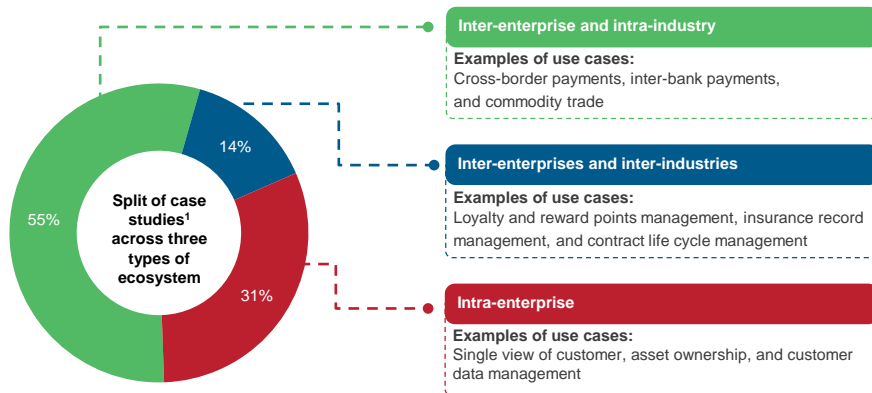 Inter-enterprise and intra-industry
Examples of use cases:
Cross-border payments, inter-bank payments,
and commodity trade
14%
55%
31%
Split of case
studies¹
across three
types of
ecosystem
Inter-enterprises and inter-industries
Examples of use cases:
Loyalty and reward points management, insurance record
management, and contract life cycle management
Intra-enterprise
Examples of use cases:
Single view of customer, asset ownership, and customer
data management